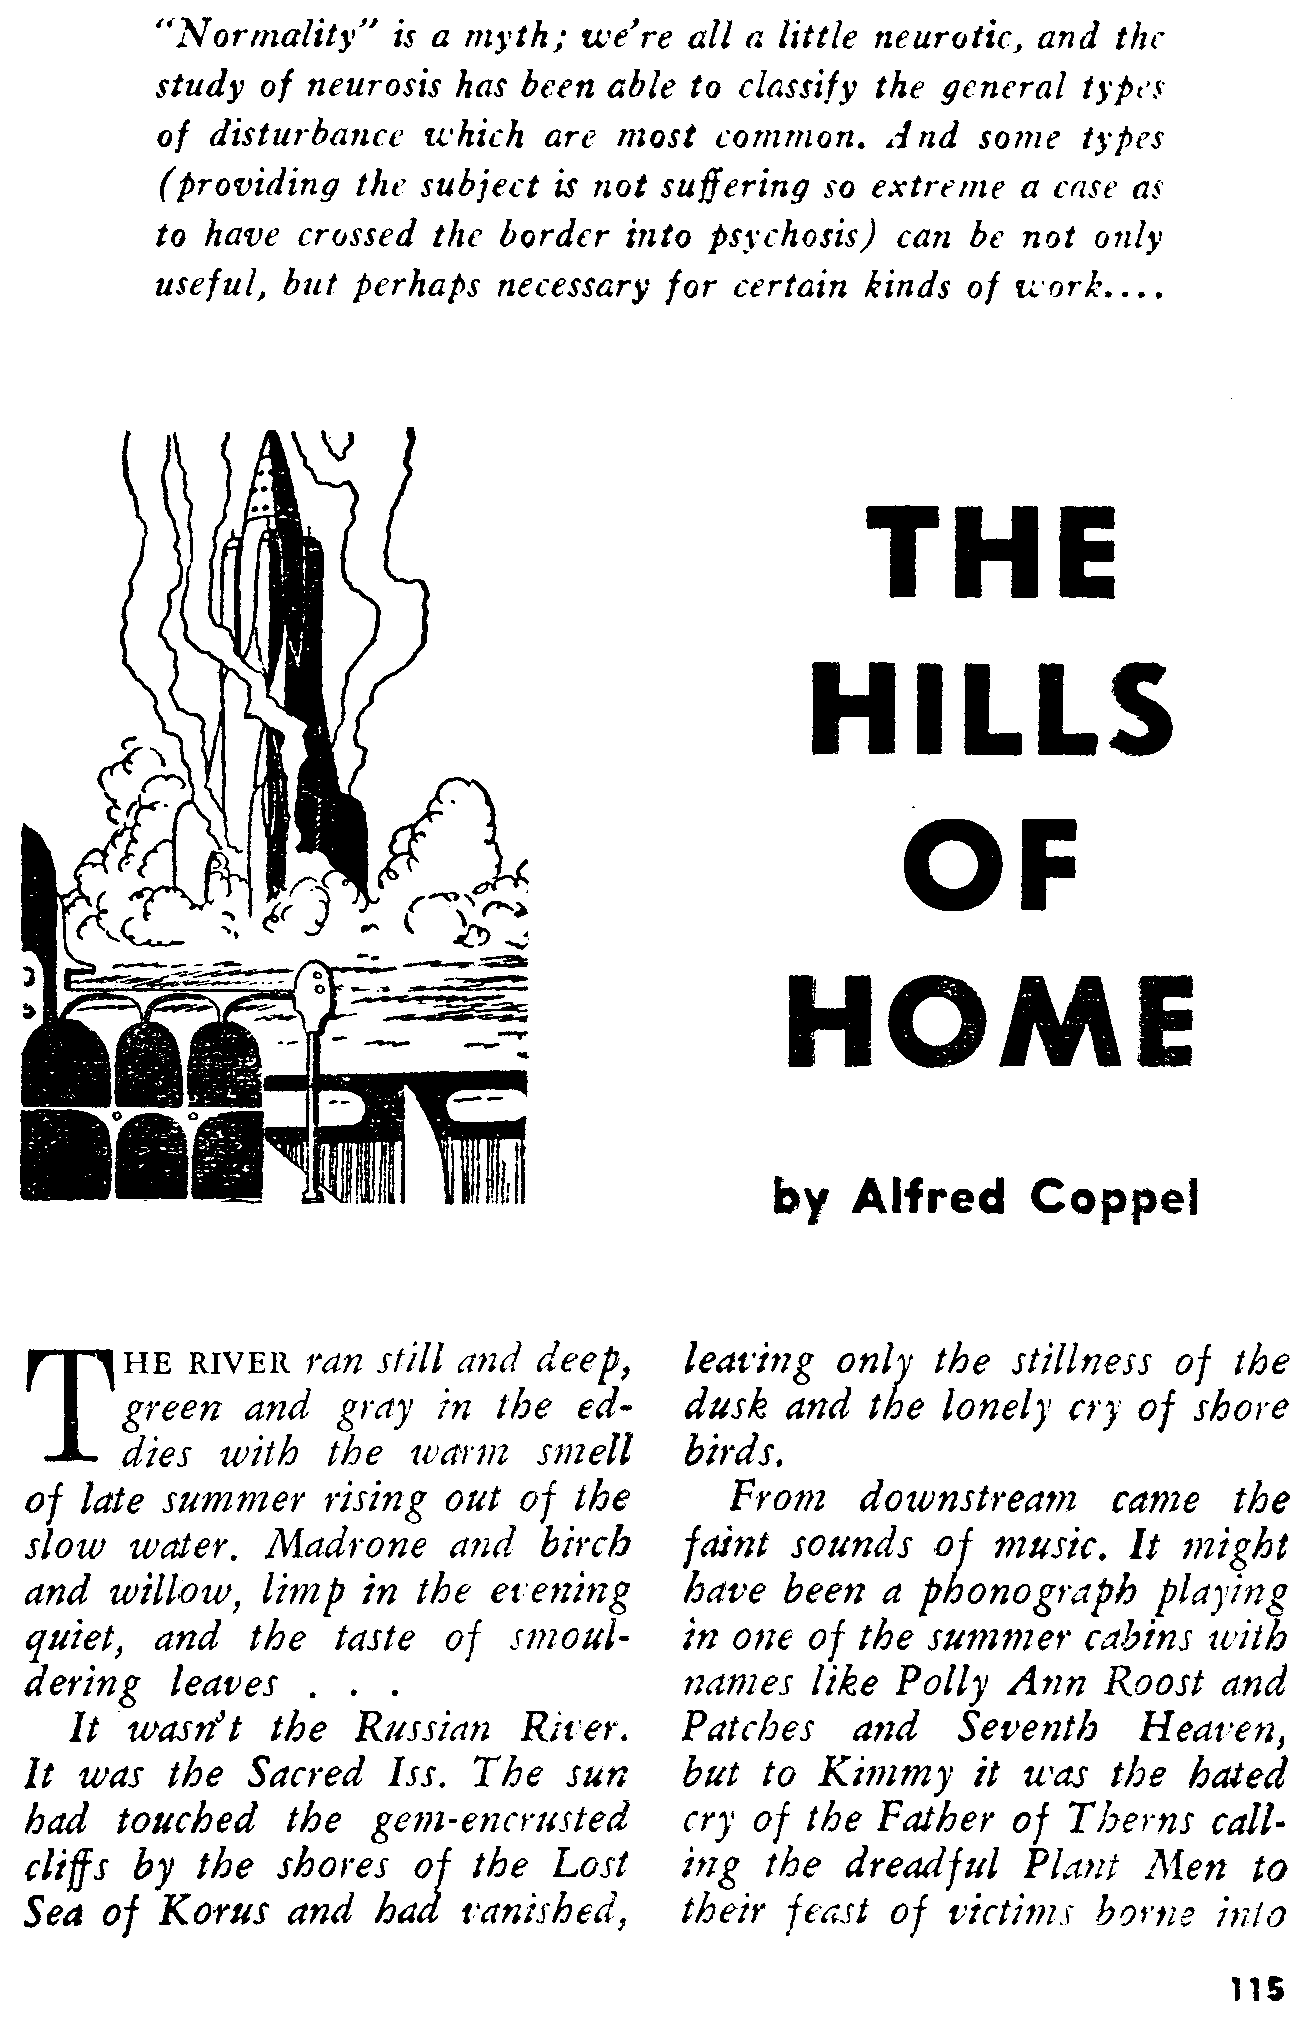 "Normality" is a myth; we're all a little neurotic, and the
study of neurosis has been able to classify the general types
of disturbance which are most common. And some types
(providing the subject is not suffering so extreme a case as
to have crossed the border into psychosis) can be not only
useful, but perhaps necessary for certain kinds of work....
THE
HILLS
OF
HOME
by Alfred Coppel
THE RIVER ran still and deep,
green and gray in the ed-
dies with the warm smell
of late summer rising out of the
slow water. Madrone and birch
and willow, limp in the evening
quiet, and the taste of smoul-
dering leaves . . .
It wasn't the Russian River.
It was the Sacred Iss. The sun
had touched the gem-encrusted
cliffs by the shores of the Lost
Sea of Korus and had vanished,
leaving only the stillness of the
dusk and the lonely cry of shore
birds.
From downstream came the
faint sounds of music. It might
have been a phonograph playing
in one of the summer cabins with
names like Polly Ann Roost and
Patches and Seventh Heaven,
but to Kimmy it was the hated
cry of the Father of Therns call-
ing the dreadful Plant Men to
their feast of victims borne into
115